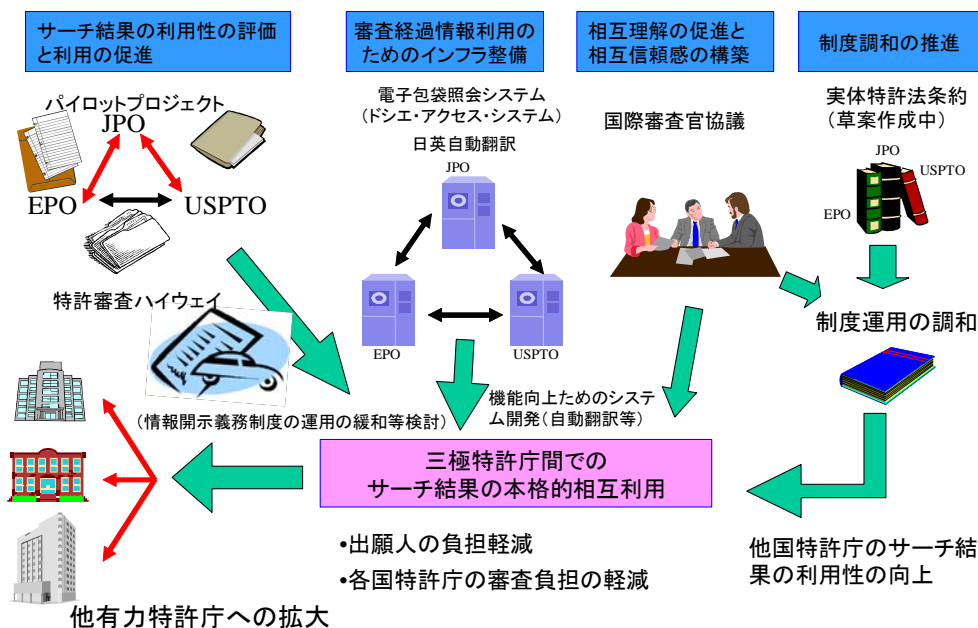 サーチ結果の利用性の評価
と利用の促進
審査経過情報利用の
ためのインフラ整備
相互理解の促進と
相互信頼感の構築
制度調和の推進
パイロットプロジェクト
JPO
EPO
USPTO
電子包袋照会システム
(ドシエ・アクセス・システム)
日英自動翻訳
JPO
EPO
USPTO
国際審査官協議
実体特許法条約
(草案作成中)
JPO
USPTO
EPO
特許審査ハイウェイ
制度運用の調和
(情報開示義務制度の運用の緩和等検討)
機能向上ためのシステ
ム開発(自動翻訳等)
三極特許庁間での
サーチ結果の本格的相互利用
•出願人の負担軽減
•各国特許庁の審査負担の軽減
他国特許庁のサーチ結
果の利用性の向上
他有力特許庁への拡大